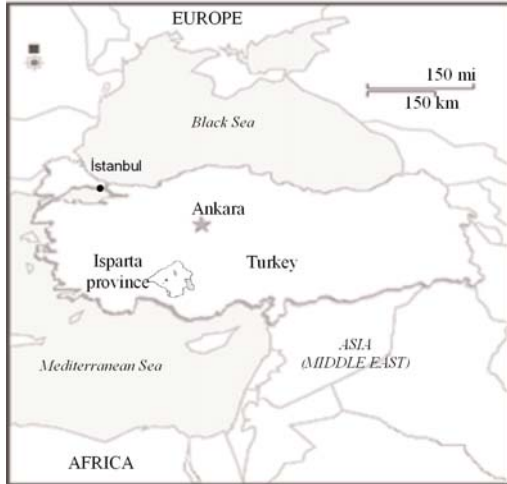 EUROPE
150 mi
150 km
Black Sea
İstanbul
Ankara
Isparta
province
Turkey
Mediterranean Sea
ASIA
(MIDDLE EAST)
AFRICA